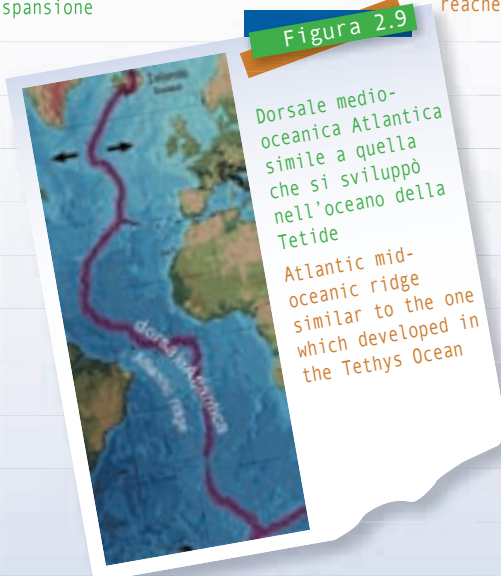 spansione
reache
Figura 2.9
Dorsale medio-
oceanica Atlantica
simile a quella
che si sviluppò
nell'oceano della
Tetide
Atlantic mid-
oceanic ridge
similar to the one
which developed in
the Tethys Ocean
Islanda
dorsale Atlantica
Atlantic ridge